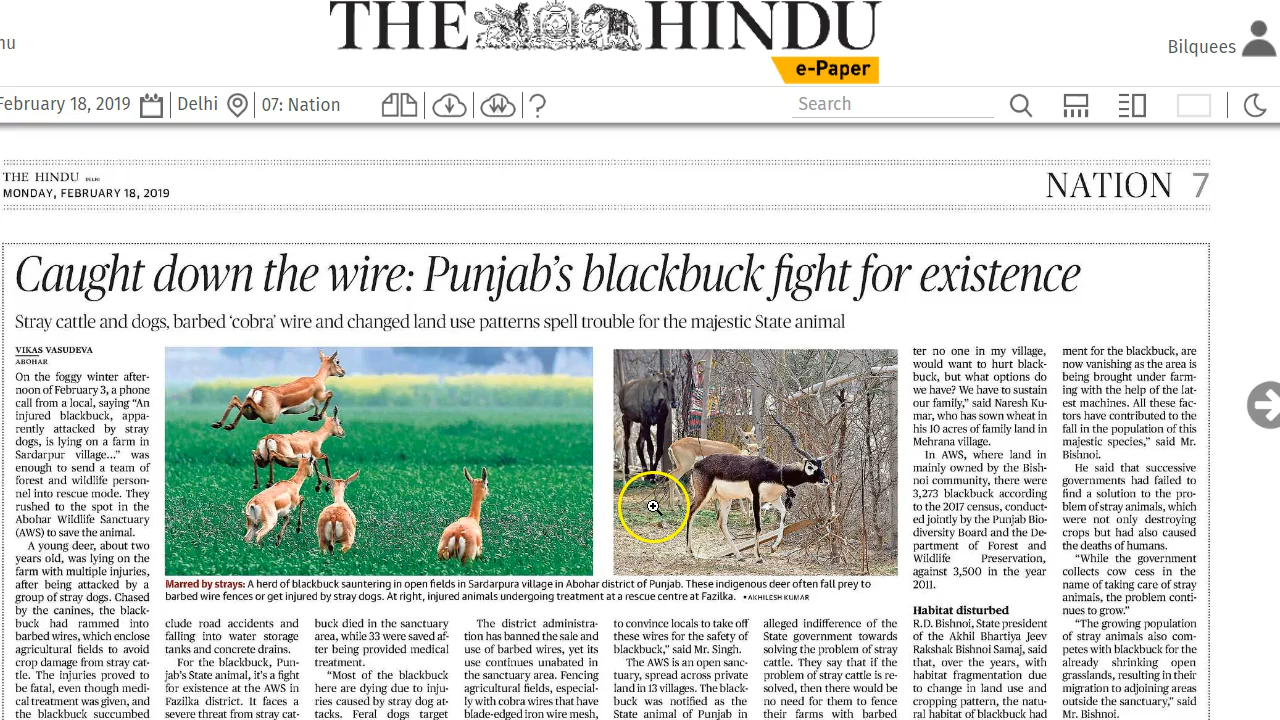 THE HINDU
e-Paper
nu
Bilquees
February 18, 2019
Delhi
07: Nation
?
Search
THE HINDU DELHI
MONDAY, FEBRUARY 18, 2019
NATION 7
Caught down the wire: Punjab's blackbuck fight for existence
Stray cattle and dogs, barbed 'cobra' wire and changed land use patterns spell trouble for the majestic State animal
VIKAS VASUDEVA
ABOHAR
On the foggy winter after-
noon of February 3, a phone
call from a local, saying "An
injured blackbuck, appa-
rently attacked by stray
dogs, is lying on a farm in
Sardarpur village..." was
enough to send a team of
forest and wildlife person-
nel into rescue mode. They
rushed to the spot in the
Abohar Wildlife Sanctuary
(AWS) to save the animal.
A young deer, about two
years old, was lying on the
farm with multiple injuries,
after being attacked by a
group of stray dogs. Chased
by the canines, the black-
buck had rammed into
barbed wires, which enclose
agricultural fields to avoid
crop damage from stray cat-
tle. The injuries proved to
be fatal, even though medi-
cal treatment was given, and
the blackbuck succumbed
Marred by strays: A herd of blackbuck sauntering in open fields in Sardarpura village in Abohar district of Punjab. These indigenous deer often fall prey to
barbed wire fences or get injured by stray dogs. At right, injured animals undergoing treatment at a rescue centre at Fazilka. • AKHILESH KUMAR
clude road accidents and
falling into water storage
tanks and concrete drains.
For the blackbuck, Pun-
jab's State animal, it's a fight
for existence at the AWS in
Fazilka district. It faces a
severe threat from stray cat-
buck died in the sanctuary
area, while 33 were saved af-
ter being provided medical
treatment.
"Most of the blackbuck
here are dying due to inju-
ries caused by stray dog at-
tacks. Feral dogs target
The district administra-
tion has banned the sale and
use of barbed wires, yet its
use continues unabated in
the sanctuary area. Fencing
agricultural fields, especial-
ly with cobra wires that have
blade-edged iron wire mesh,
to convince locals to take off
these wires for the safety of
blackbuck," said Mr. Singh.
The AWS is an open sanc-
tuary, spread across private
land in 13 villages. The black-
buck was notified as the
State animal of Punjab in
alleged indifference of the
State government towards
solving the problem of stray
cattle. They say that if the
problem of stray cattle is re-
solved, then there would be
no need for them to fence
their farms with barbed
ter no one in my village,
would want to hurt black-
buck, but what options do
we have? We have to sustain
our family," said Naresh Ku-
mar, who has sown wheat in
his 10 acres of family land in
Mehrana village.
In AWS, where land in
mainly owned by the Bish-
noi community, there were
3,273 blackbuck according
to the 2017 census, conduct-
ed jointly by the Punjab Bio-
diversity Board and the De-
partment of Forest and
Wildlife Preservation,
against 3,500 in the year
2011.
Habitat disturbed
R.D. Bishnoi, State president
of the Akhil Bhartiya Jeev
Rakshak Bishnoi Samaj, said
that, over the years, with
habitat fragmentation due
to change in land use and
cropping pattern, the natu-
ral habitat of blackbuck had
ment for the blackbuck, are
now vanishing as the area is
being brought under farm-
ing with the help of the lat-
est machines. All these fac-
tors have contributed to the
fall in the population of this
majestic species," said Mr.
Bishnoi.
He said that successive
governments had failed to
find a solution to the pro-
blem of stray animals, which
were not only destroying
crops but had also caused
the deaths of humans.
"While the government
collects cow cess in the
name of taking care of stray
animals, the problem conti-
nues to grow."
"The growing population
of stray animals also com-
petes with blackbuck for the
already shrinking open
grasslands, resulting in their
migration to adjoining areas
outside the sanctuary," said
Mr. Bishnoi.